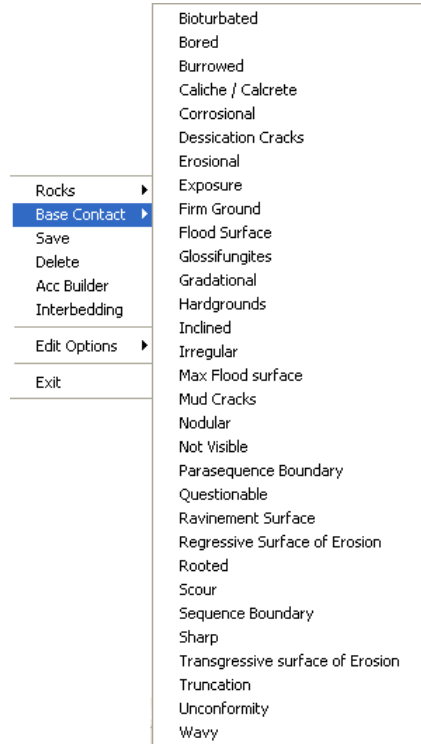 Rocks
Base Contact
Save
Delete
Acc Builder
Interbedding
Edit Options
Exit
Bioturbated
Bored
Burrowed
Caliche / Calcrete
Corrosional
Dessication Cracks
Erosional
Exposure
Firm Ground
Flood Surface
Glossifungites
Gradational
Hardgrounds
Inclined
Irregular
Max Flood surface
Mud Cracks
Nodular
Not Visible
Parasequence Boundary
Questionable
Ravinement Surface
Regressive Surface of Erosion
Rooted
Scour
Sequence Boundary
Sharp
Transgressive surface of Erosion
Truncation
Unconformity
Wavy